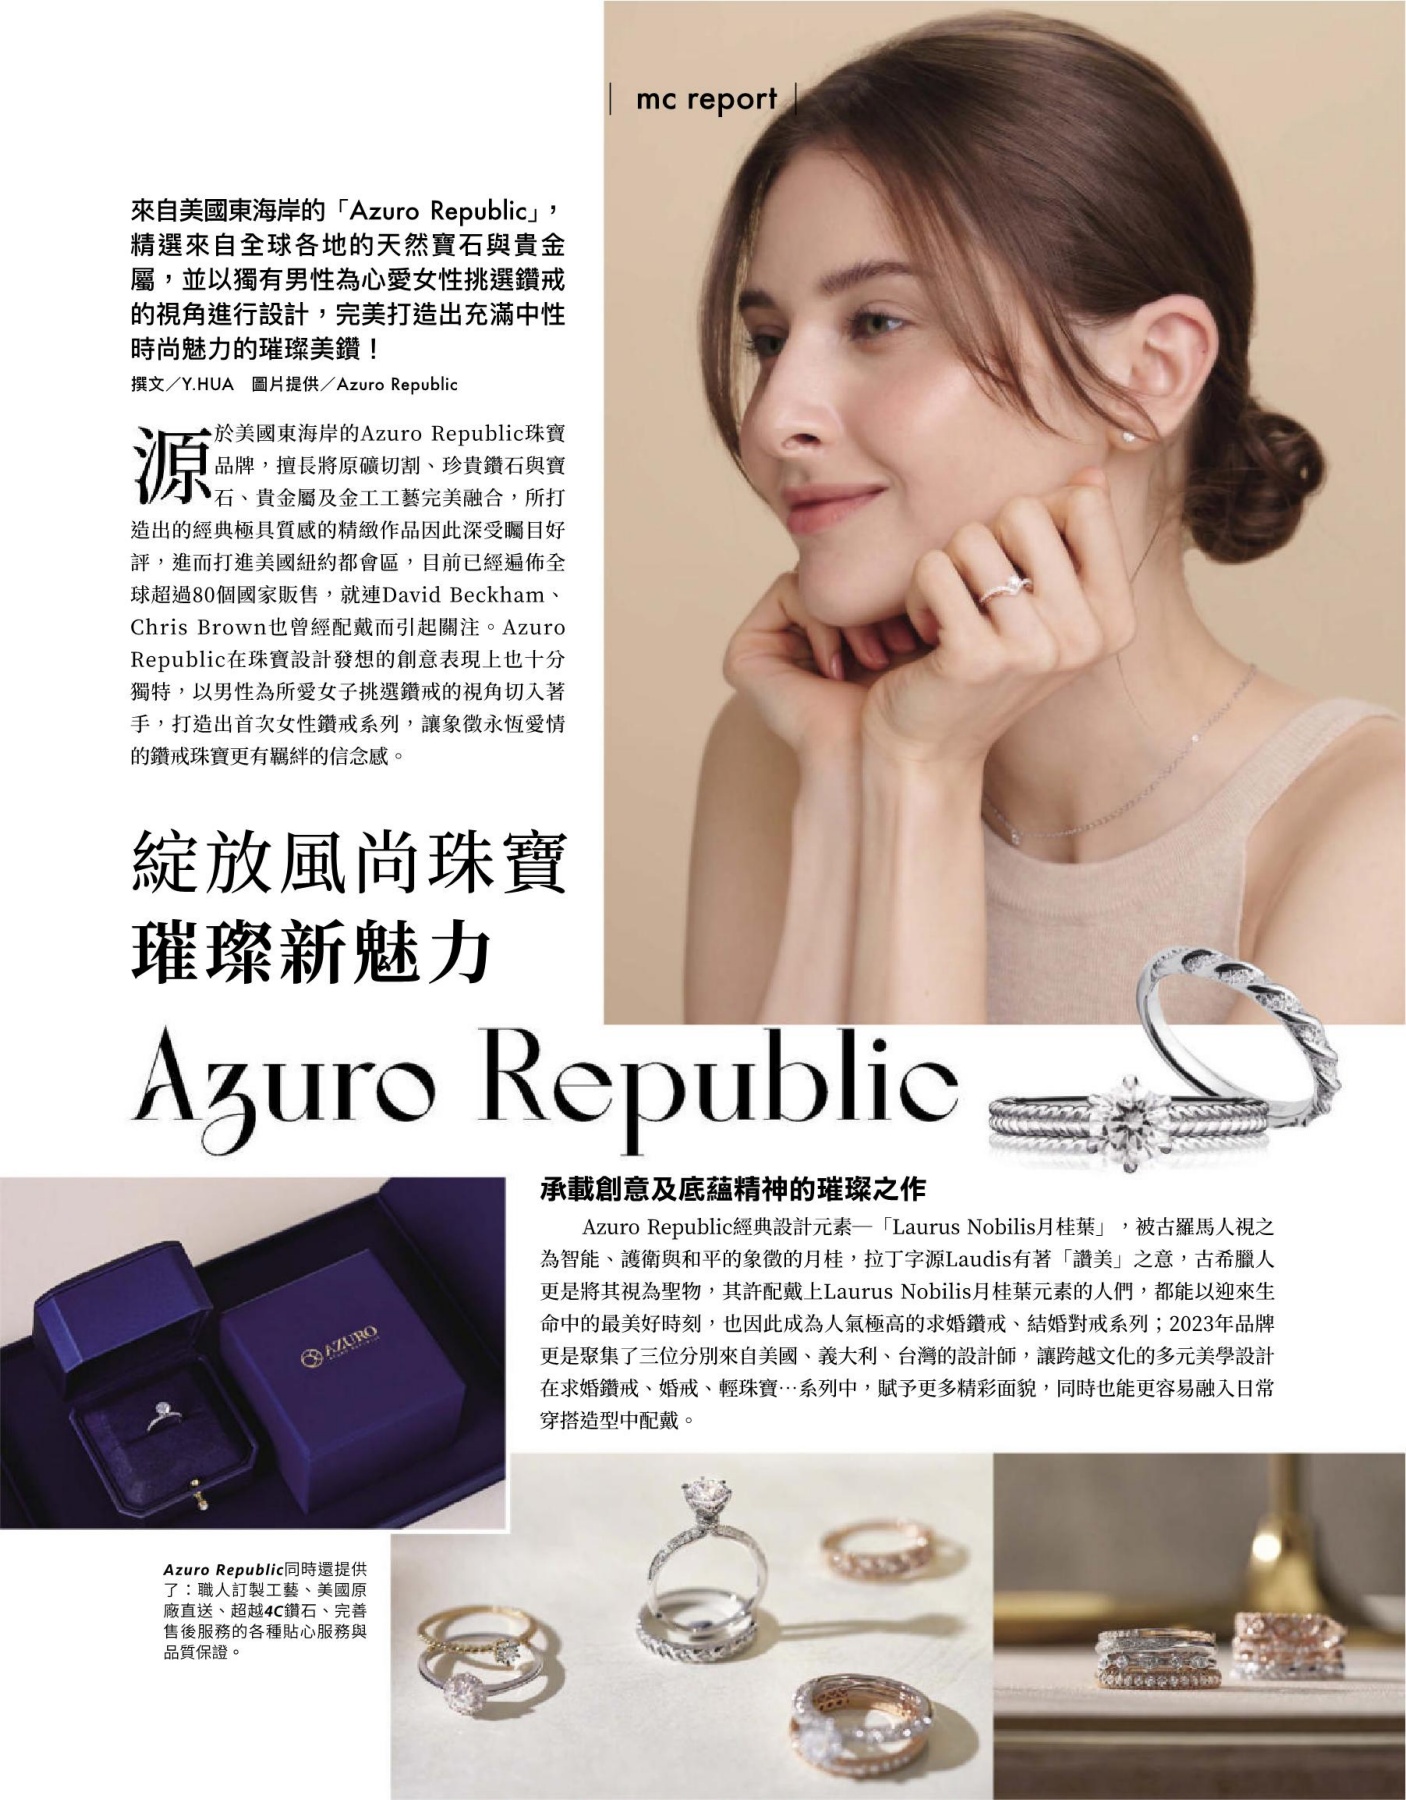 mc report
來自美國東海岸的「Azuro Republic」，
精選來自全球各地的天然寶石與貴金
屬，並以獨有男性為心愛女性挑選鑽戒
的視角進行設計，完美打造出充滿中性
時尚魅力的璀璨美鑽！
撰文／Y.HUA 圖片提供／Azuro Republic
源於美國東海岸的Azuro Republic珠寶
品牌，擅長將原礦切割、珍貴鑽石與寶
石、貴金屬及金工工藝完美融合，所打
造出的經典極具質感的精緻作品因此深受矚目好
評，進而打進美國紐約都會區，目前已經遍佈全
球超過80個國家販售，就連David Beckham、
Chris Brown也曾經配戴而引起關注。Azuro
Republic在珠寶設計發想的創意表現上也十分
獨特，以男性為所愛女子挑選鑽戒的視角切入著
手，打造出首次女性鑽戒系列，讓象徵永恆愛情
的鑽戒珠寶更有羈絆的信念感。
綻放風尚珠寶
璀璨新魅力
Azuro Republic
承載創意及底蘊精神的璀璨之作
Azuro Republic經典設計元素—「Laurus Nobilis月桂葉」，被古羅馬人視之
為智能、護衛與和平的象徵的月桂，拉丁字源Laudis有著「讚美」之意，古希臘人
更是將其視為聖物，其許配戴上Laurus Nobilis月桂葉元素的人們，都能以迎來生
命中的最美好時刻，也因此成為人氣極高的求婚鑽戒、結婚對戒系列；2023年品牌
更是聚集了三位分別來自美國、義大利、台灣的設計師，讓跨越文化的多元美學設計
在求婚鑽戒、婚戒、輕珠寶…系列中，賦予更多精彩面貌，同時也能更容易融入日常
穿搭造型中配戴。
AZURO
Azuro Republic同時還提供
了：職人訂製工藝、美國原
廠直送、超越4C鑽石、完善
售後服務的各種貼心服務與
品質保證。